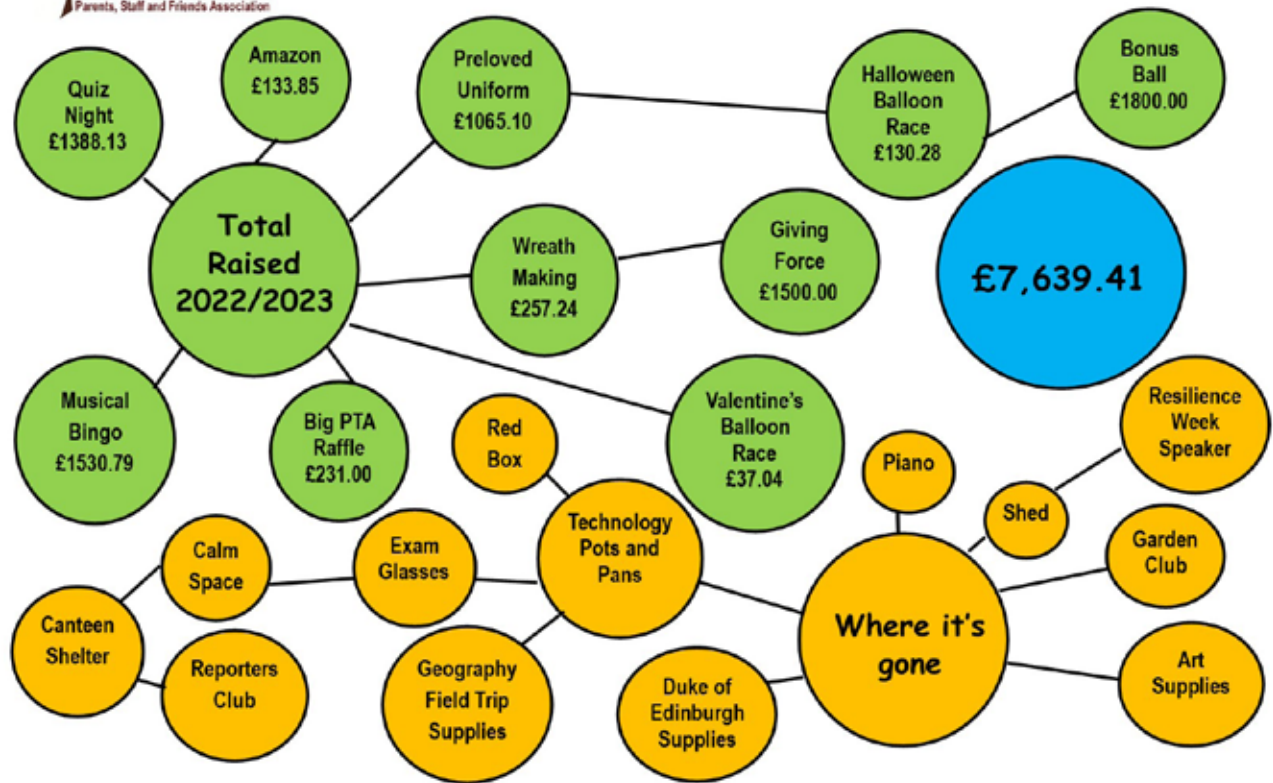 Parents, Staff and Friends Association
Quiz
Night
£1388.13
Amazon
£133.85
Preloved
Uniform
£1065.10
Halloween
Balloon
Race
£130.28
Bonus
Ball
£1800.00
Total
Raised
2022/2023
Wreath
Making
£257.24
Giving
Force
£1500.00
£7,639.41
Musical
Bingo
£1530.79
Big PTA
Raffle
£231.00
Valentine's
Balloon
Race
£37.04
Red
Box
Technology
Pots and
Pans
Piano
Shed
Resilience
Week
Speaker
Garden
Club
Calm
Space
Exam
Glasses
Canteen
Shelter
Reporters
Club
Geography
Field Trip
Supplies
Duke of
Edinburgh
Supplies
Where it's
gone
Art
Supplies